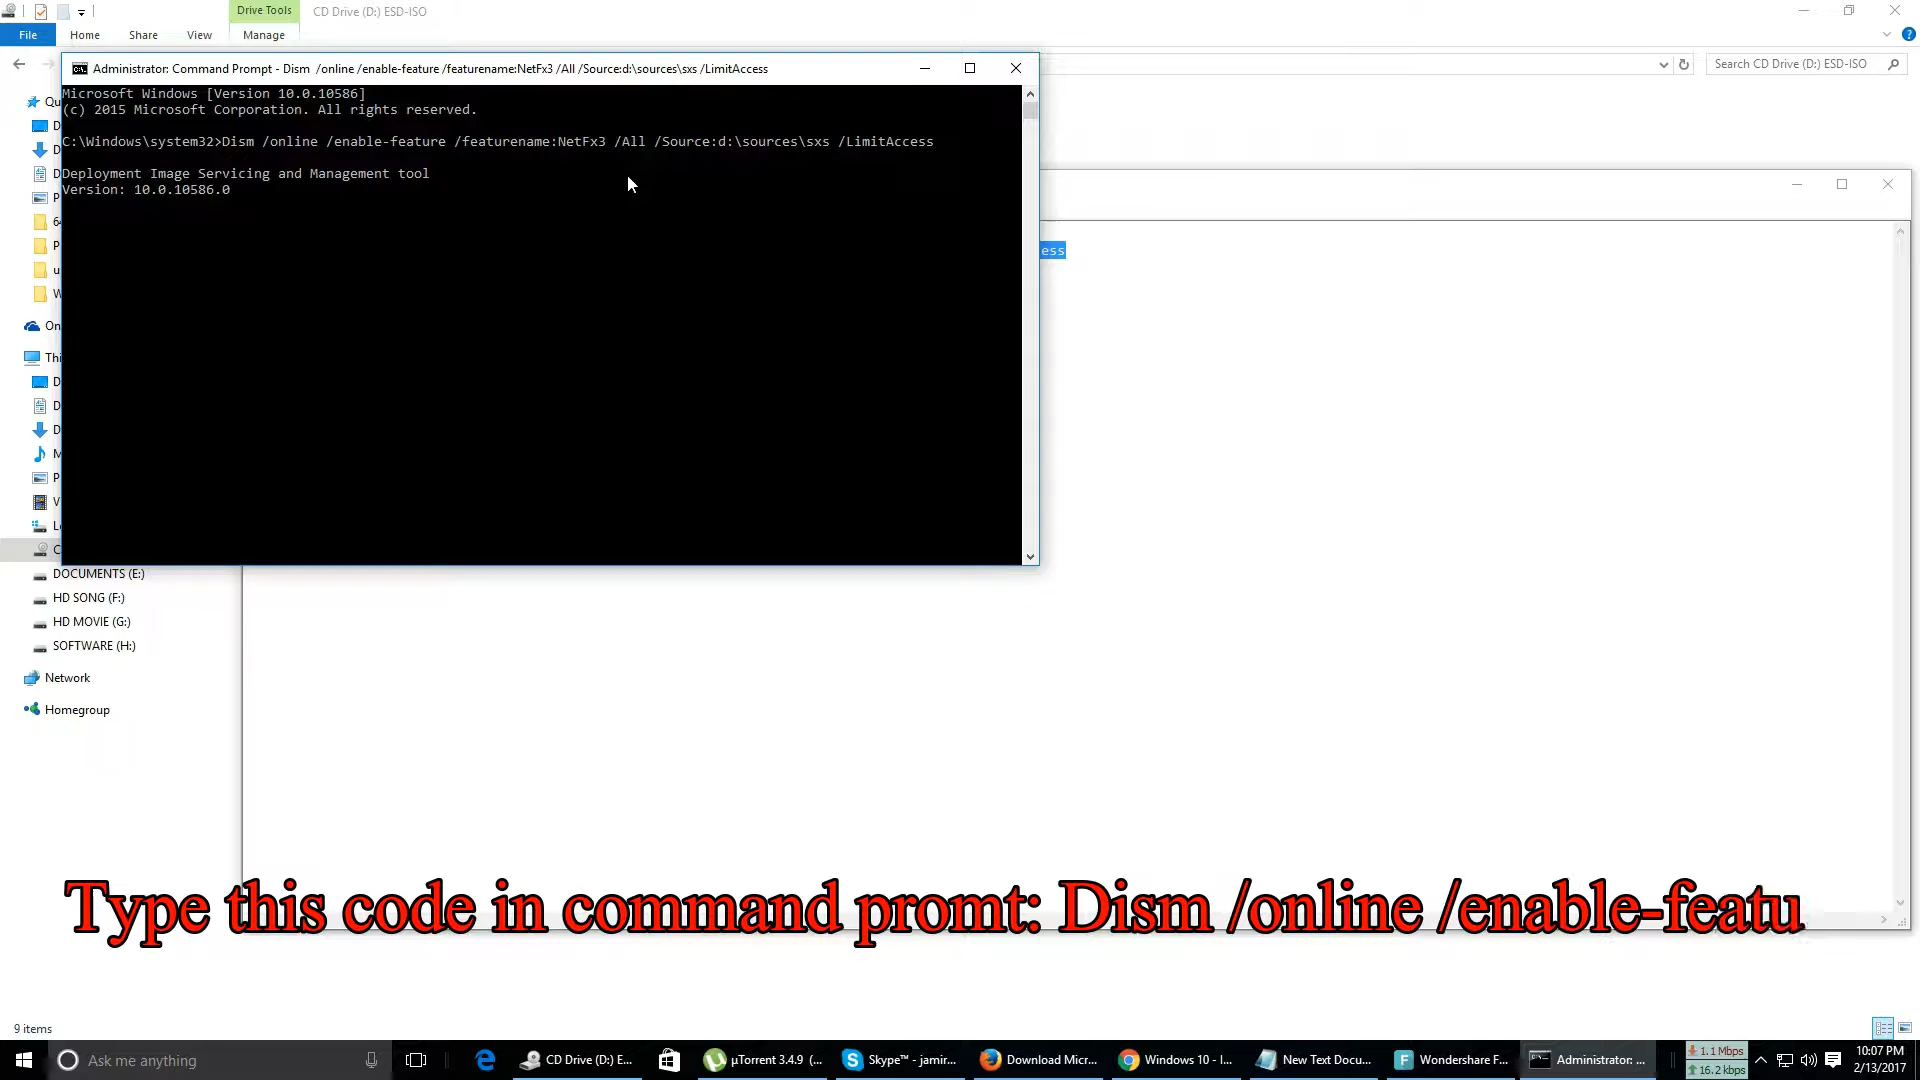 Drive Tools
CD Drive (D:) ESD-ISO
File
Home
Share
View
Manage
Search CD Drive (D:) ESD-ISO
Administrator: Command Prompt - Dism  /online /enable-feature /featurename:NetFx3 /All /Source:d:\sources\sxs /LimitAccess
Microsoft Windows [Version 10.0.10586]
(c) 2015 Microsoft Corporation. All rights reserved.
C:\Windows\system32>Dism /online /enable-feature /featurename:NetFx3 /All /Source:d:\sources\sxs /LimitAccess
Deployment Image Servicing and Management tool
Version: 10.0.10586.0
ess
DOCUMENTS (E:)
HD SONG (F:)
HD MOVIE (G:)
SOFTWARE (H:)
Network
Homegroup
Type this code in command promt: Dism /online /enable-featu
9 items
Ask me anything
CD Drive (D:) E...
µTorrent 3.4.9 (...
Skype™ - jamir...
Download Micr...
Windows 10 - I...
New Text Docu...
Wondershare F...
Administrator: ...
1.1 Mbps
16.2 kbps
10:07 PM
2/13/2017